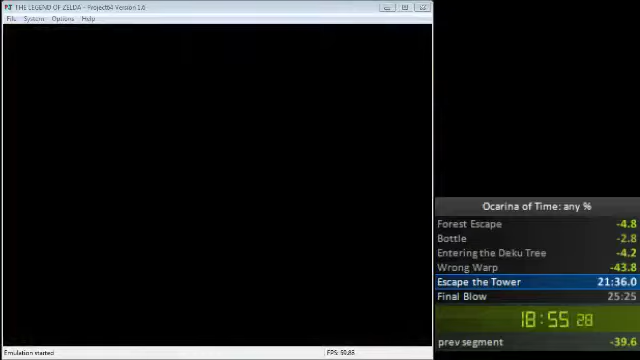 THE LEGEND OF ZELDA - Project64 Version 1.6
File System Options Help
Ocarina of Time: any %
Forest Escape -4.8
Bottle -2.8
Entering the Deku Tree -4.2
Wrong Warp -43.8
Escape the Tower 21:36.0
Final Blow 25:25
18:55 28
prev segment -39.6
Emulation started FPS: 59.86